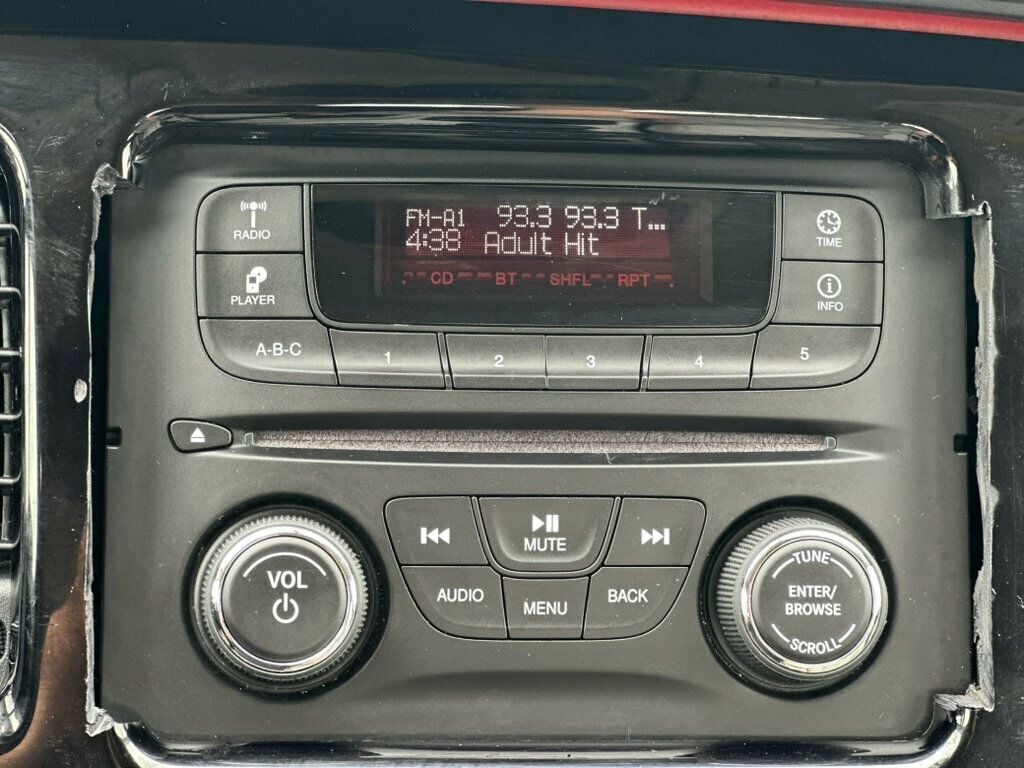 RADIO
FM-A1 93.3 93.3 T...
4:38 Adult Hit
TIME
PLAYER
CD BT SHFL RPT
INFO
A-B-C 1 2 3 4 5
VOL
MUTE
AUDIO MENU BACK
TUNE
ENTER/
BROWSE
SCROLL